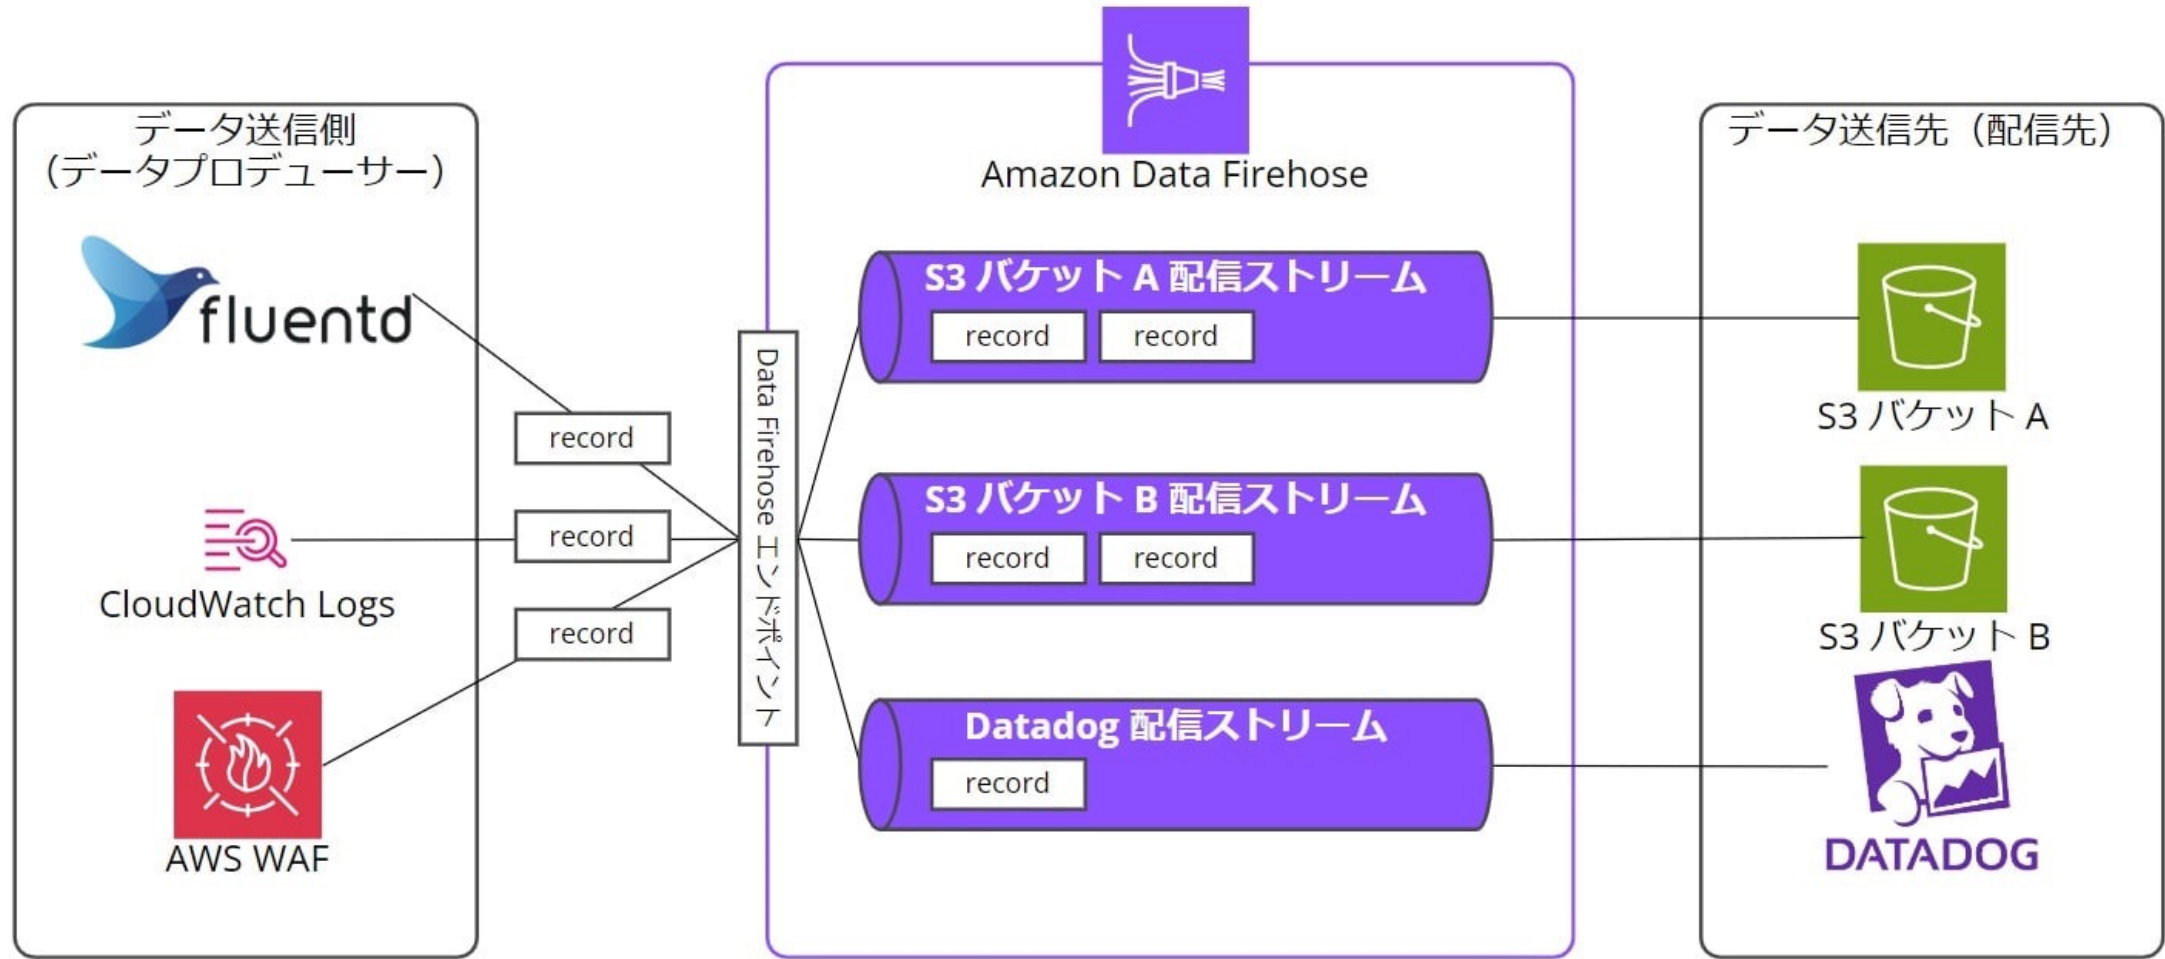 データ送信側
（データプロデューサー）
fluentd
CloudWatch Logs
AWS WAF
record
record
record
Data Firehose エンドポイント
Amazon Data Firehose
S3 バケット A 配信ストリーム
record record
S3 バケット B 配信ストリーム
record record
Datadog 配信ストリーム
record
データ送信先（配信先）
S3 バケット A
S3 バケット B
DATADOG